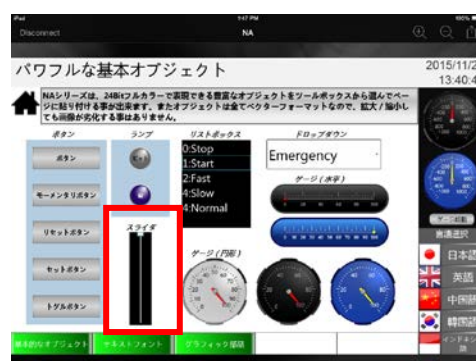 iPad
1:47 PM
100%
Disconnect
NA
パワフルな基本オブジェクト
2015/11/2
13:40:4
NAシリーズは、24Bitフルカラーで表現できる豊富なオブジェクトをツールボックスから選んでペー
ジに貼り付ける事が出来ます。またオブジェクトは全てベクターフォーマットなので、拡大/縮小し
ても画像が劣化する事はありません。
ボタン
ランプ
リストボックス
ドロップダウン
ボタン
0:Stop
1:Start
2:Fast
4:Slow
4:Normal
Emergency
モーメンタリボタン
ゲージ(水平)
リセットボタン
スライダ
ゲージ(円形)
セットボタン
トグルボタン
ゲージ移動
言語選択
日本語
英語
中国語
韓国語
インドネシ
語
基本的なオブジェクト
テキストフォント
グラフィック部品